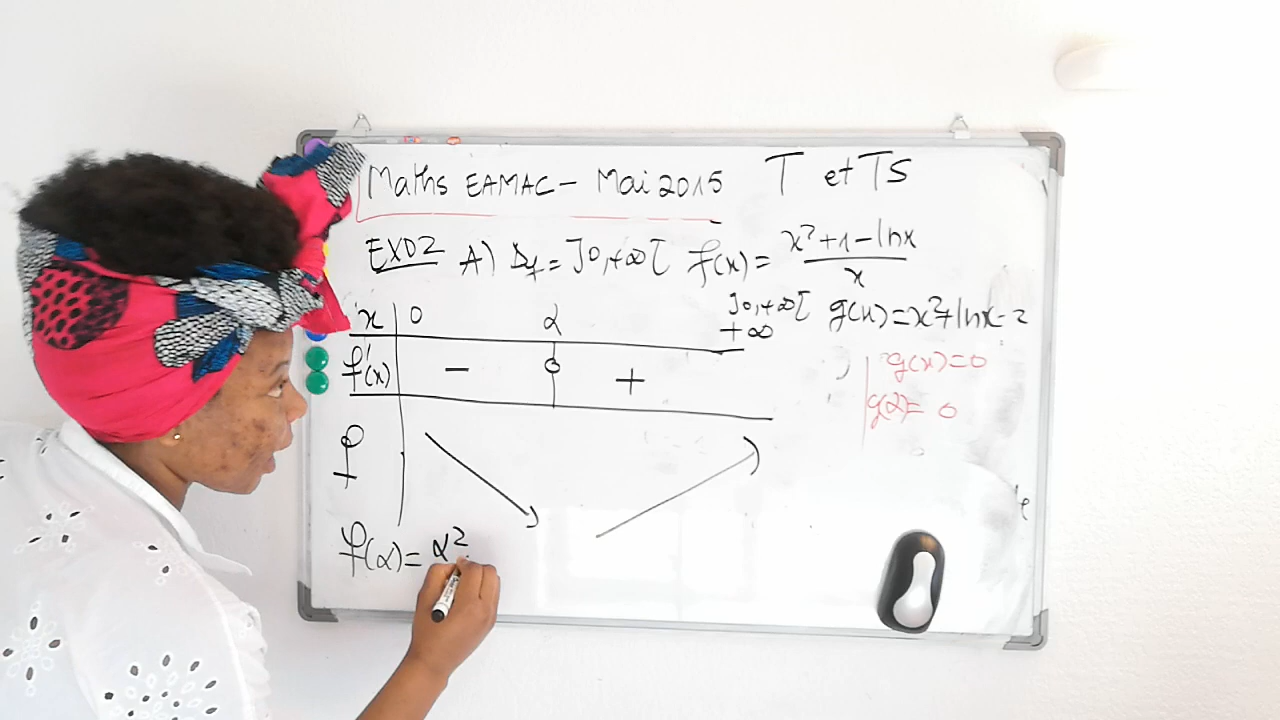 Maths EAMAC - Mai 2015 T et TS
EXO2 A) Df = ]0,+∞[ f(x) = x²+1-lnx / x
]0,+∞[ g(x) = x²+lnx-2
x 0 α +∞
f'(x) - 0 +
g(x) = 0
g(α) = 0
f
f(α) = α²